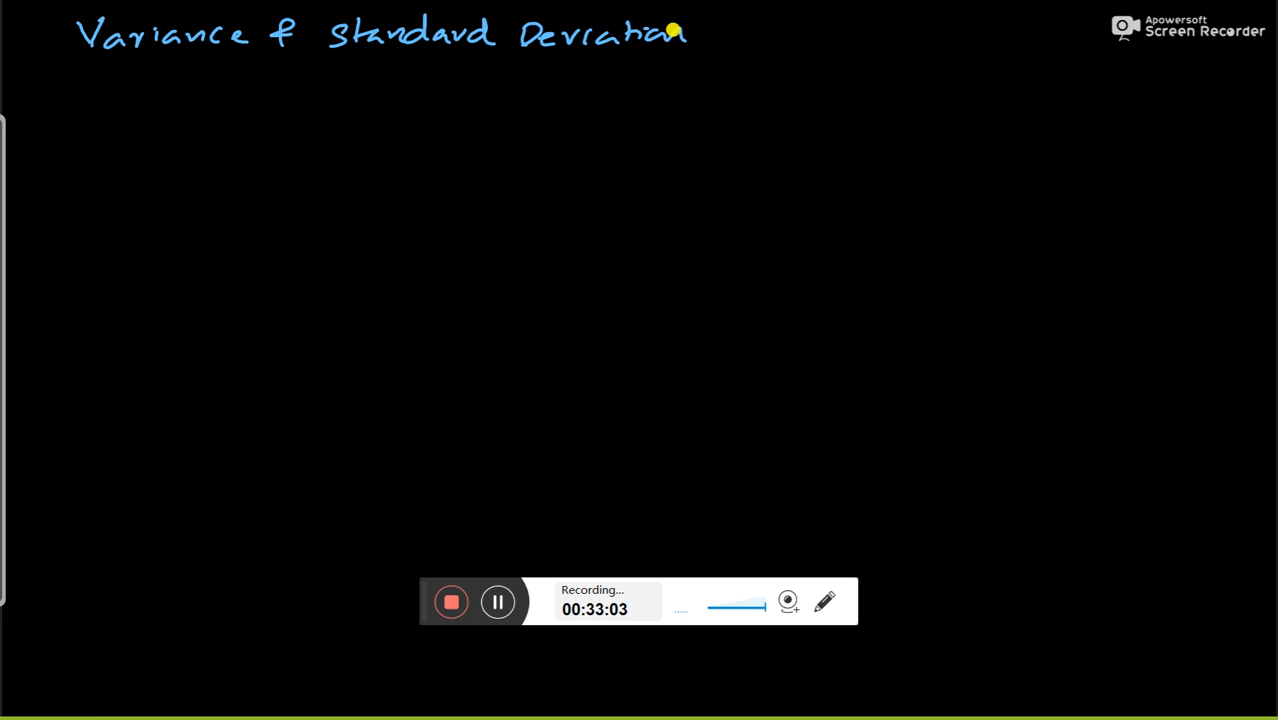 Variance & Standard Deviation
Apowersoft
Screen Recorder
Recording...
00:33:03